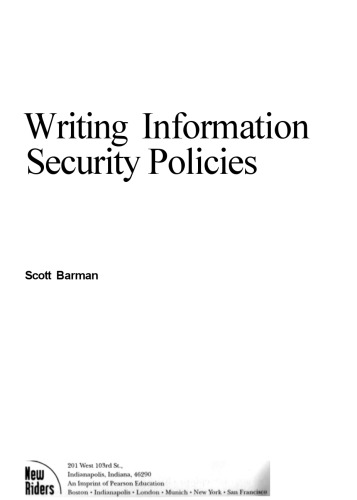 Writing Information
Security Policies
Scott Barman
New
Riders
201 West 103rd St.,
Indianapolis, Indiana, 46290
An Imprint of Pearson Education
Boston • Indianapolis • London • Munich • New York • San Francisco